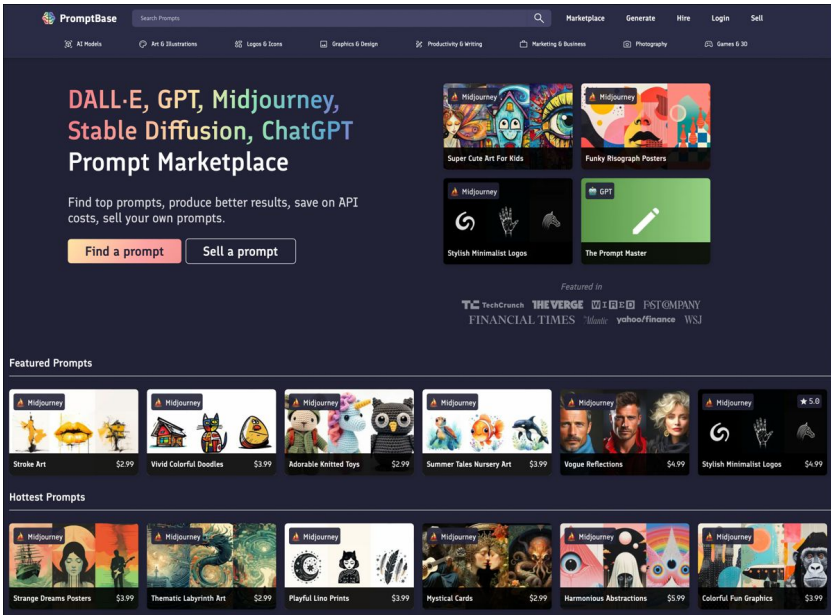 PromptBase
Search Prompts
Marketplace
Generate
Hire
Login
Sell
AI Models
Art & Illustrations
Logos & Icons
Graphics & Design
Productivity & Writing
Marketing & Business
Photography
Games & 3D
DALL·E, GPT, Midjourney,
Stable Diffusion, ChatGPT
Prompt Marketplace
Find top prompts, produce better results, save on API
costs, sell your own prompts.
Find a prompt
Sell a prompt
Midjourney
Super Cute Art For Kids
Midjourney
Funky Risograph Posters
Midjourney
Stylish Minimalist Logos
GPT
The Prompt Master
Featured in
TC TechCrunch THE VERGE WIRED FAST COMPANY
FINANCIAL TIMES The Atlantic yahoo!finance WSJ
Featured Prompts
Midjourney
Stroke Art $2.99
Midjourney
Vivid Colorful Doodles $3.99
Midjourney
Adorable Knitted Toys $2.99
Midjourney
Summer Tales Nursery Art $3.99
Midjourney
Vogue Reflections $4.99
Midjourney 5.0
Stylish Minimalist Logos $4.99
Hottest Prompts
Midjourney
Strange Dreams Posters $3.99
Midjourney
Thematic Labyrinth Art $2.99
Midjourney
Playful Lino Prints $3.99
Midjourney
Mystical Cards $2.99
Midjourney
Harmonious Abstractions $5.99
Midjourney
Colorful Fun Graphics $3.99